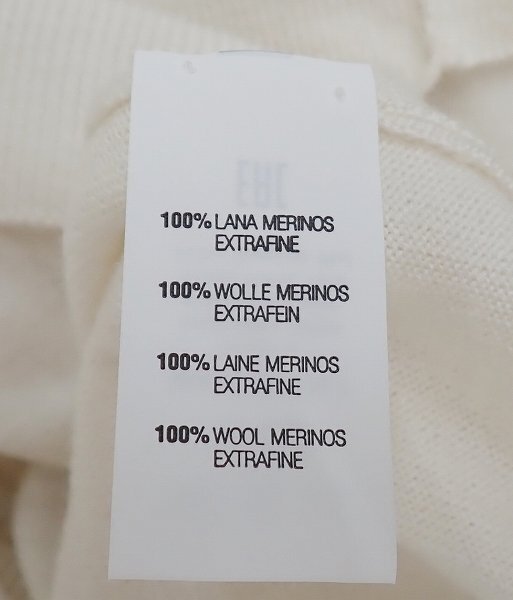 100% LANA MERINOS
EXTRAFINE
100% WOLLE MERINOS
EXTRAFEIN
100% LAINE MERINOS
EXTRAFINE
100% WOOL MERINOS
EXTRAFINE